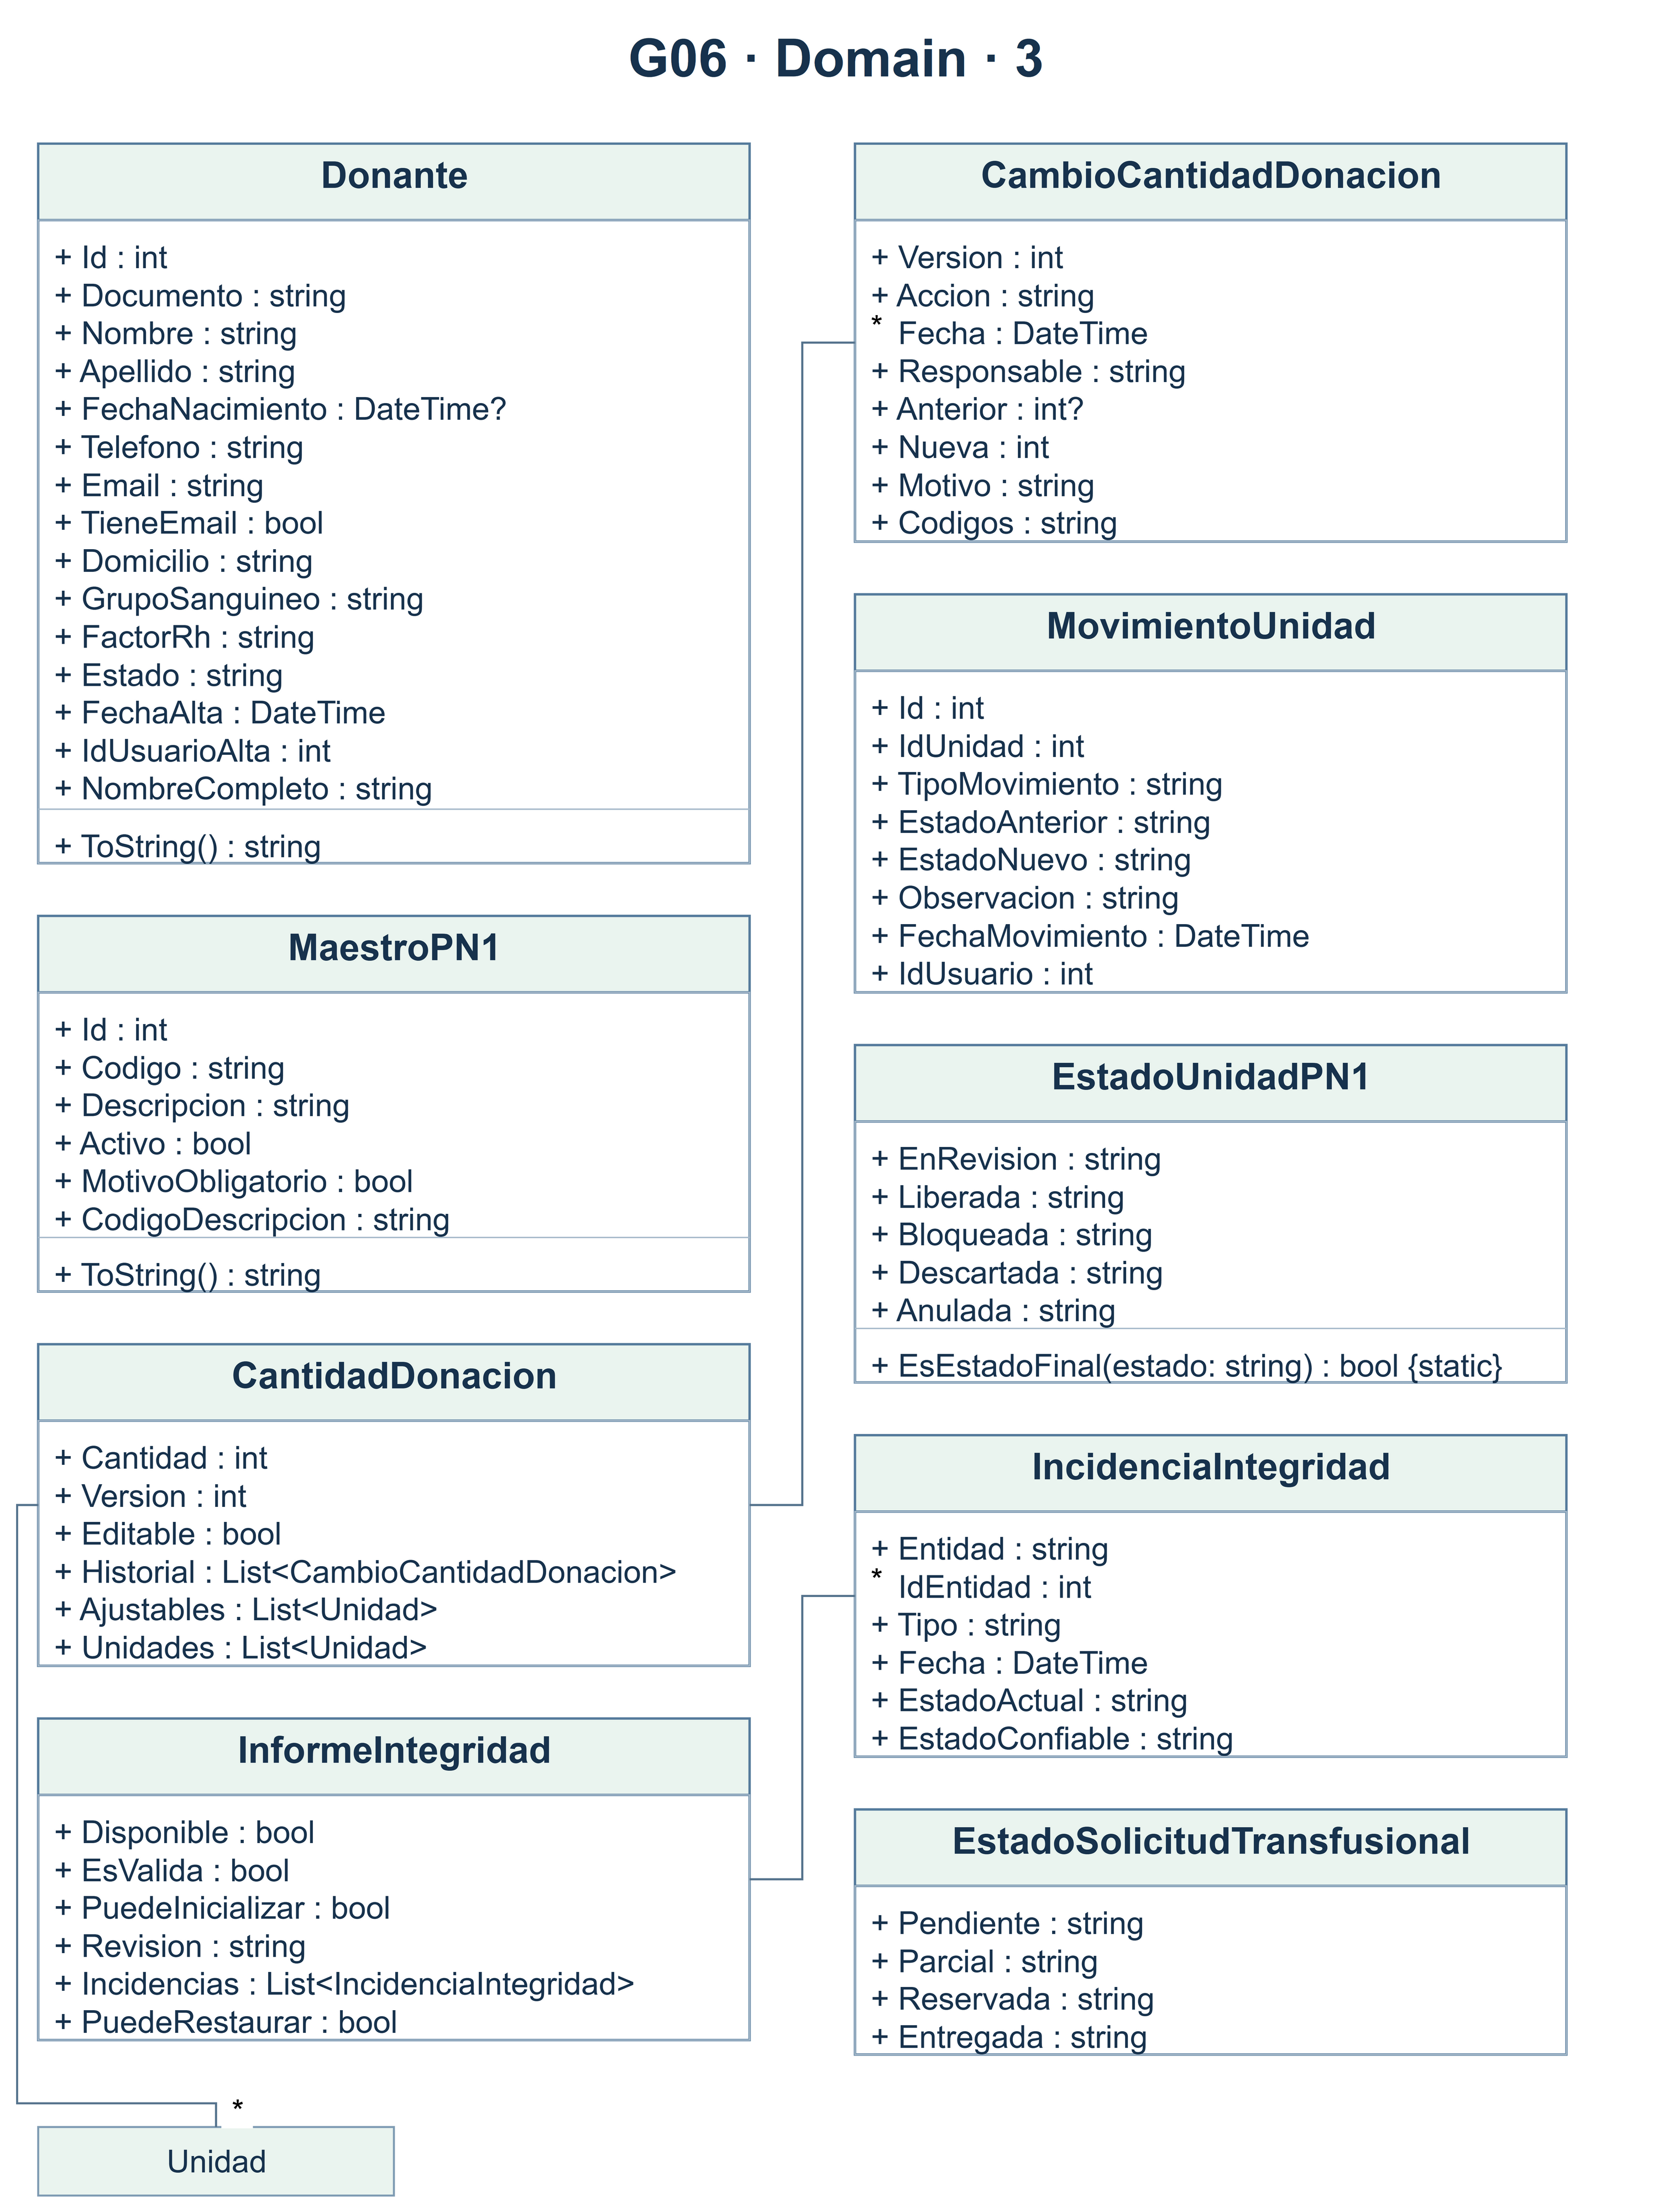 G06 · Domain · 3
Donante
+ Id : int
+ Documento : string
+ Nombre : string
+ Apellido : string
+ FechaNacimiento : DateTime?
+ Telefono : string
+ Email : string
+ TieneEmail : bool
+ Domicilio : string
+ GrupoSanguineo : string
+ FactorRh : string
+ Estado : string
+ FechaAlta : DateTime
+ IdUsuarioAlta : int
+ NombreCompleto : string
+ ToString() : string
MaestroPN1
+ Id : int
+ Codigo : string
+ Descripcion : string
+ Activo : bool
+ MotivoObligatorio : bool
+ CodigoDescripcion : string
+ ToString() : string
CantidadDonacion
+ Cantidad : int
+ Version : int
+ Editable : bool
+ Historial : List<CambioCantidadDonacion>
+ Ajustables : List<Unidad>
+ Unidades : List<Unidad>
InformeIntegridad
+ Disponible : bool
+ EsValida : bool
+ PuedeInicializar : bool
+ Revision : string
+ Incidencias : List<IncidenciaIntegridad>
+ PuedeRestaurar : bool
*
Unidad
CambioCantidadDonacion
+ Version : int
+ Accion : string
* Fecha : DateTime
+ Responsable : string
+ Anterior : int?
+ Nueva : int
+ Motivo : string
+ Codigos : string
MovimientoUnidad
+ Id : int
+ IdUnidad : int
+ TipoMovimiento : string
+ EstadoAnterior : string
+ EstadoNuevo : string
+ Observacion : string
+ FechaMovimiento : DateTime
+ IdUsuario : int
EstadoUnidadPN1
+ EnRevision : string
+ Liberada : string
+ Bloqueada : string
+ Descartada : string
+ Anulada : string
+ EsEstadoFinal(estado: string) : bool {static}
IncidenciaIntegridad
+ Entidad : string
* IdEntidad : int
+ Tipo : string
+ Fecha : DateTime
+ EstadoActual : string
+ EstadoConfiable : string
EstadoSolicitudTransfusional
+ Pendiente : string
+ Parcial : string
+ Reservada : string
+ Entregada : string